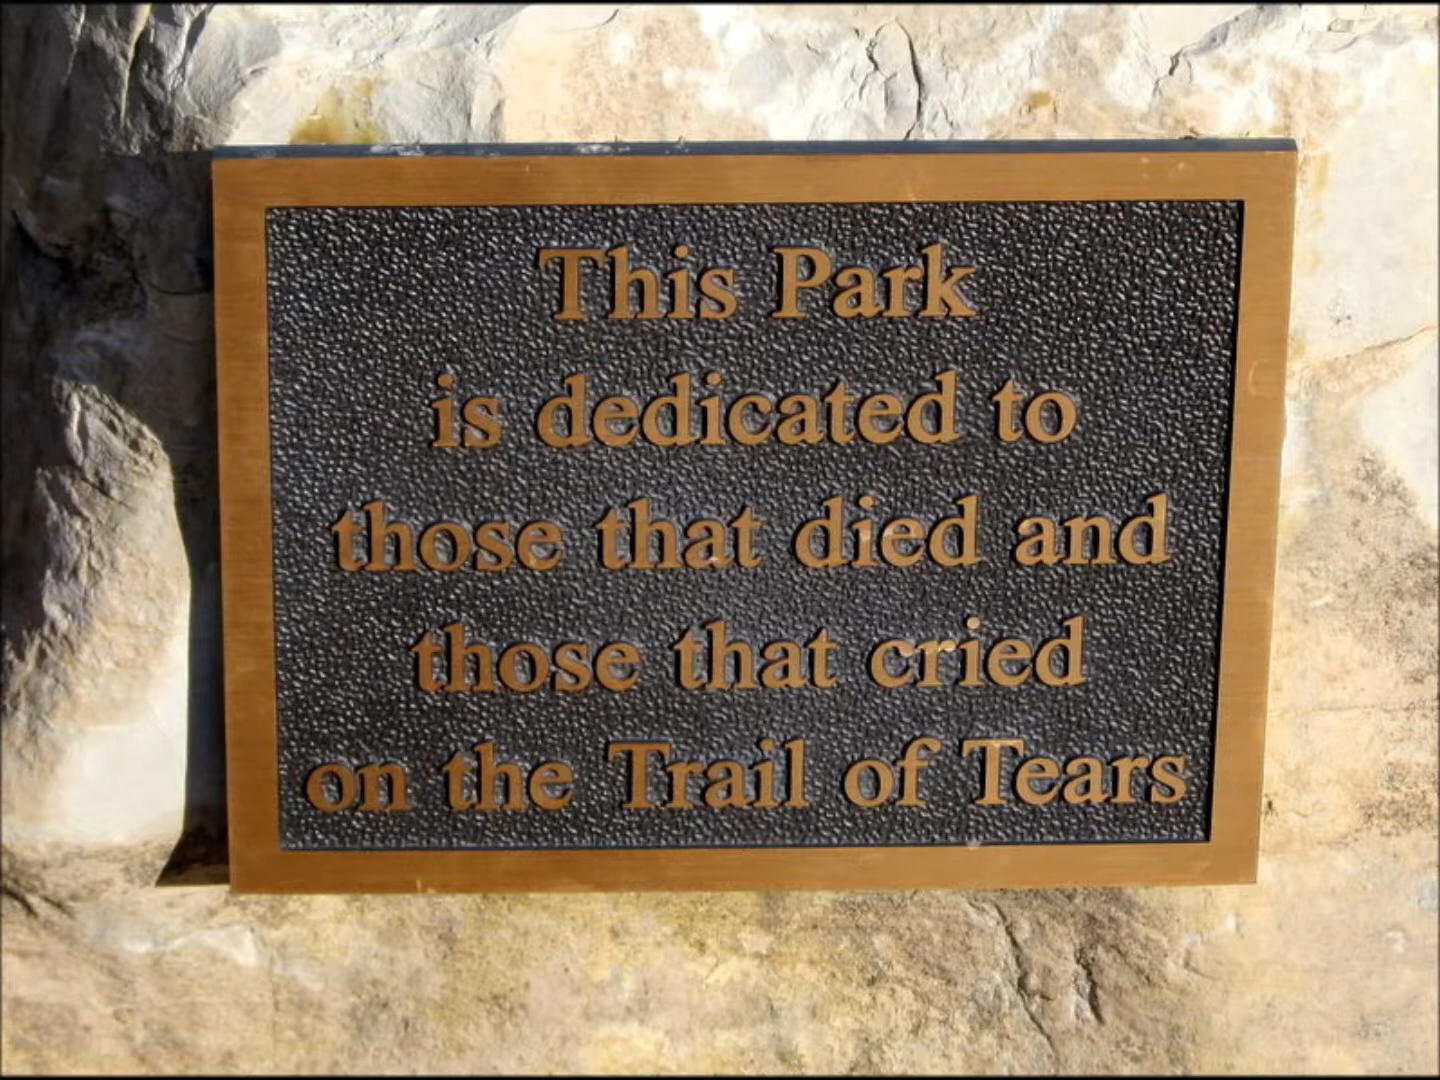 This Park
is dedicated to
those that died and
those that cried
on the Trail of Tears